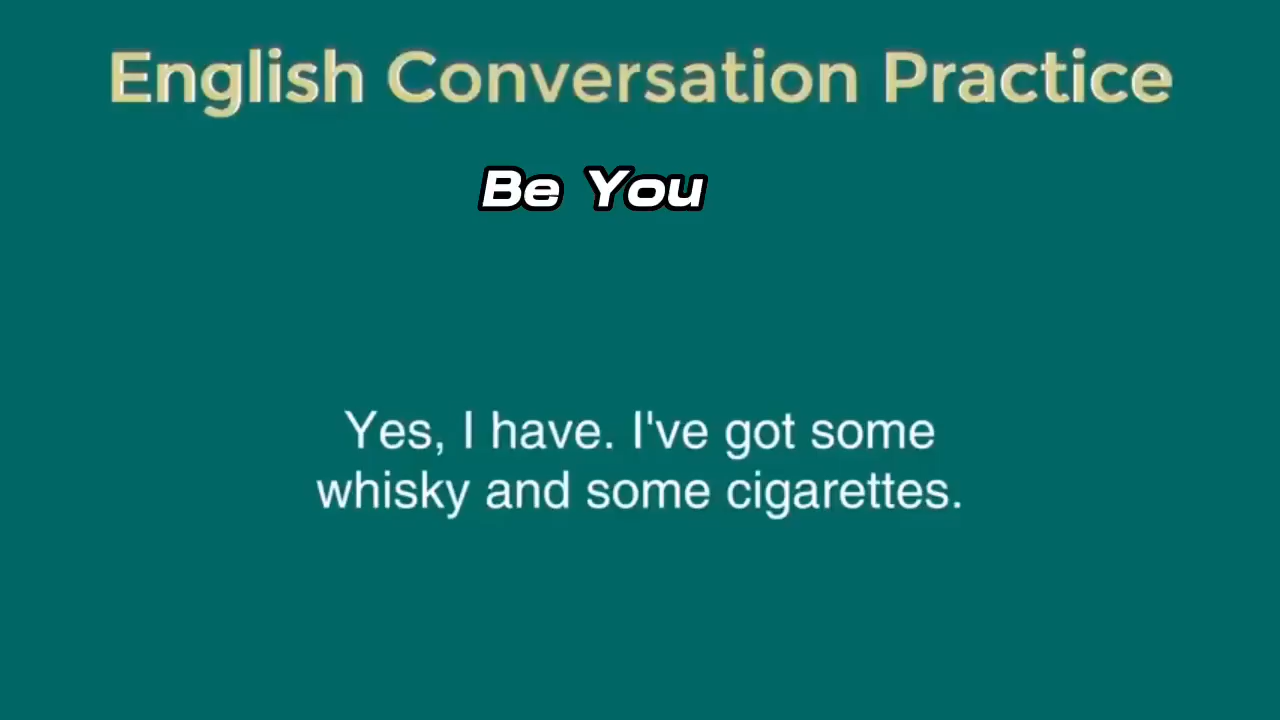 English Conversation Practice
Be You
Yes, I have. I've got some
whisky and some cigarettes.